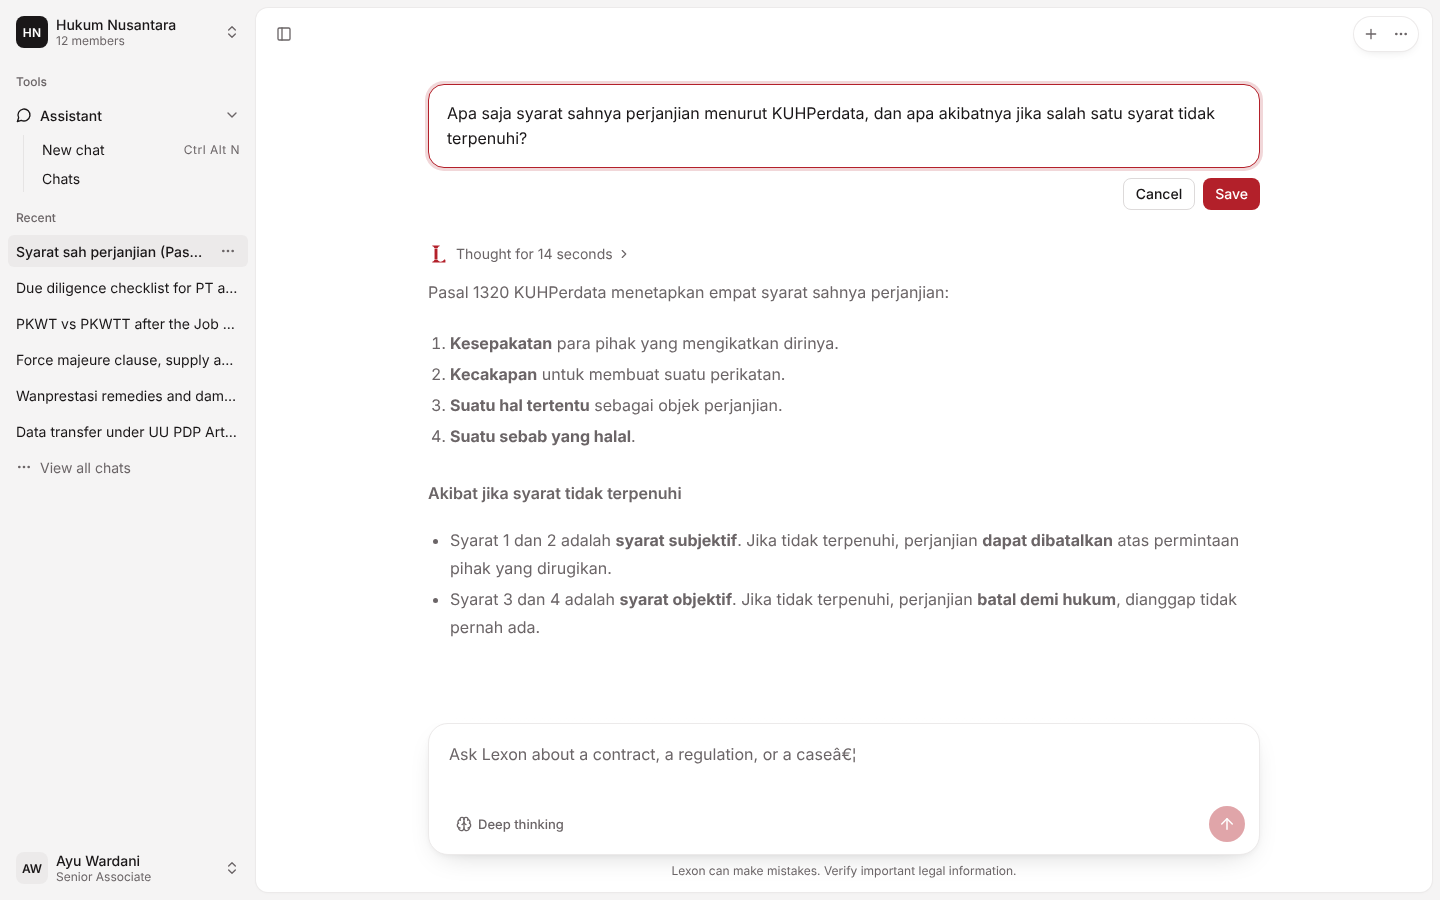 HN
Hukum Nusantara
12 members
Tools
Assistant
New chat
Ctrl Alt N
Chats
Recent
Syarat sah perjanjian (Pas...
Due diligence checklist for PT a...
PKWT vs PKWTT after the Job ...
Force majeure clause, supply a...
Wanprestasi remedies and dam...
Data transfer under UU PDP Art...
View all chats
AW
Ayu Wardani
Senior Associate
Apa saja syarat sahnya perjanjian menurut KUHPerdata, dan apa akibatnya jika salah satu syarat tidak
terpenuhi?
Cancel
Save
L
Thought for 14 seconds
Pasal 1320 KUHPerdata menetapkan empat syarat sahnya perjanjian:
1. Kesepakatan para pihak yang mengikatkan dirinya.
2. Kecakapan untuk membuat suatu perikatan.
3. Suatu hal tertentu sebagai objek perjanjian.
4. Suatu sebab yang halal.
Akibat jika syarat tidak terpenuhi
• Syarat 1 dan 2 adalah syarat subjektif. Jika tidak terpenuhi, perjanjian dapat dibatalkan atas permintaan
pihak yang dirugikan.
• Syarat 3 dan 4 adalah syarat objektif. Jika tidak terpenuhi, perjanjian batal demi hukum, dianggap tidak
pernah ada.
Ask Lexon about a contract, a regulation, or a caseâ€¦
Deep thinking
Lexon can make mistakes. Verify important legal information.